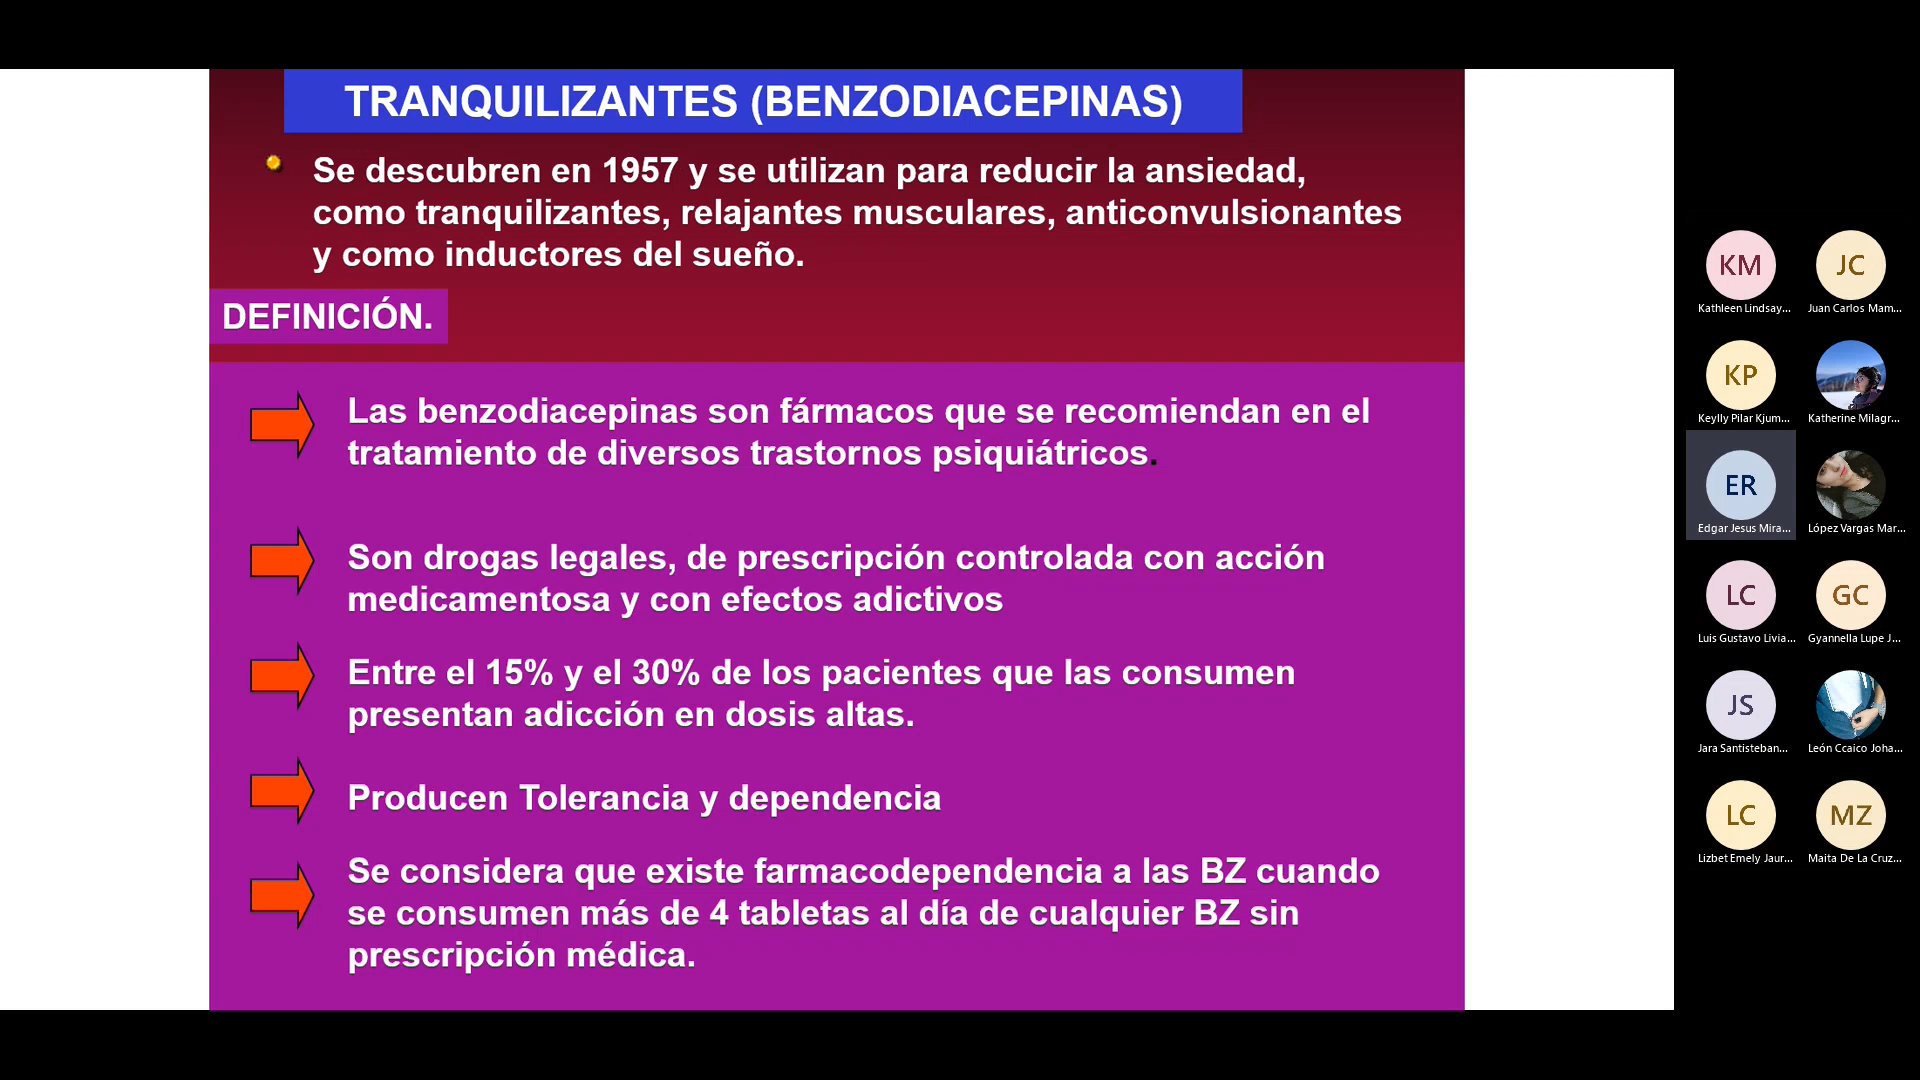 TRANQUILIZANTES (BENZODIACEPINAS)
Se descubren en 1957 y se utilizan para reducir la ansiedad,
como tranquilizantes, relajantes musculares, anticonvulsionantes
y como inductores del sueño.
DEFINICIÓN.
Las benzodiacepinas son fármacos que se recomiendan en el
tratamiento de diversos trastornos psiquiátricos.
Son drogas legales, de prescripción controlada con acción
medicamentosa y con efectos adictivos
Entre el 15% y el 30% de los pacientes que las consumen
presentan adicción en dosis altas.
Producen Tolerancia y dependencia
Se considera que existe farmacodependencia a las BZ cuando
se consumen más de 4 tabletas al día de cualquier BZ sin
prescripción médica.
KM
Kathleen Lindsay...
JC
Juan Carlos Mam...
KP
Keylly Pilar Kjum...
Katherine Milagr...
ER
Edgar Jesus Mira...
López Vargas Mar...
LC
Luis Gustavo Livia...
GC
Gyannella Lupe J...
JS
Jara Santisteban...
León Ccaico Joha...
LC
Lizbet Emely Jaur...
MZ
Maita De La Cruz...